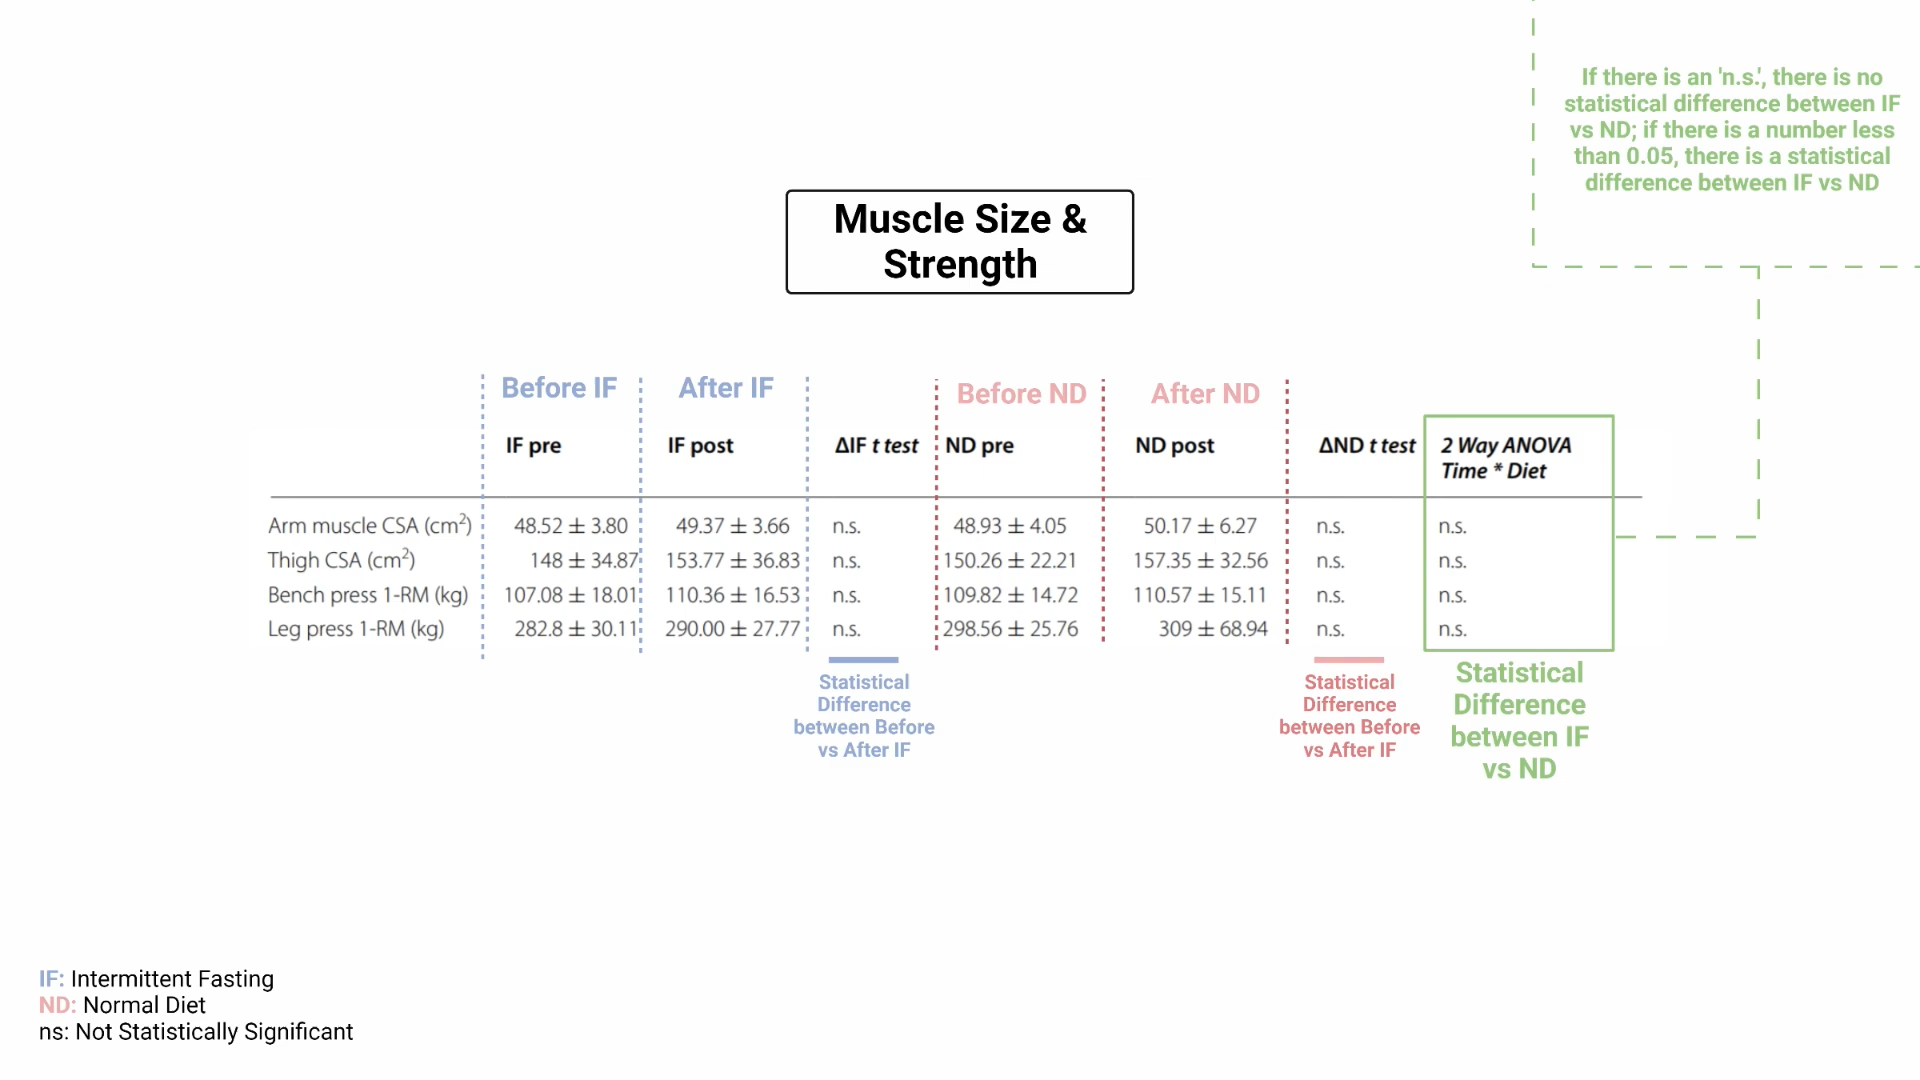 If there is an 'n.s.', there is no
statistical difference between IF
vs ND; if there is a number less
than 0.05, there is a statistical
difference between IF vs ND
Muscle Size &
Strength
Before IF After IF Before ND After ND
IF pre IF post ΔIF t test ND pre ND post ΔND t test 2 Way ANOVA
Time * Diet
Arm muscle CSA (cm²) 48.52 ± 3.80 49.37 ± 3.66 n.s. 48.93 ± 4.05 50.17 ± 6.27 n.s. n.s.
Thigh CSA (cm²) 148 ± 34.87 153.77 ± 36.83 n.s. 150.26 ± 22.21 157.35 ± 32.56 n.s. n.s.
Bench press 1-RM (kg) 107.08 ± 18.01 110.36 ± 16.53 n.s. 109.82 ± 14.72 110.57 ± 15.11 n.s. n.s.
Leg press 1-RM (kg) 282.8 ± 30.11 290.00 ± 27.77 n.s. 298.56 ± 25.76 309 ± 68.94 n.s. n.s.
Statistical
Difference
between Before
vs After IF
Statistical
Difference
between Before
vs After IF
Statistical
Difference
between IF
vs ND
IF: Intermittent Fasting
ND: Normal Diet
ns: Not Statistically Significant